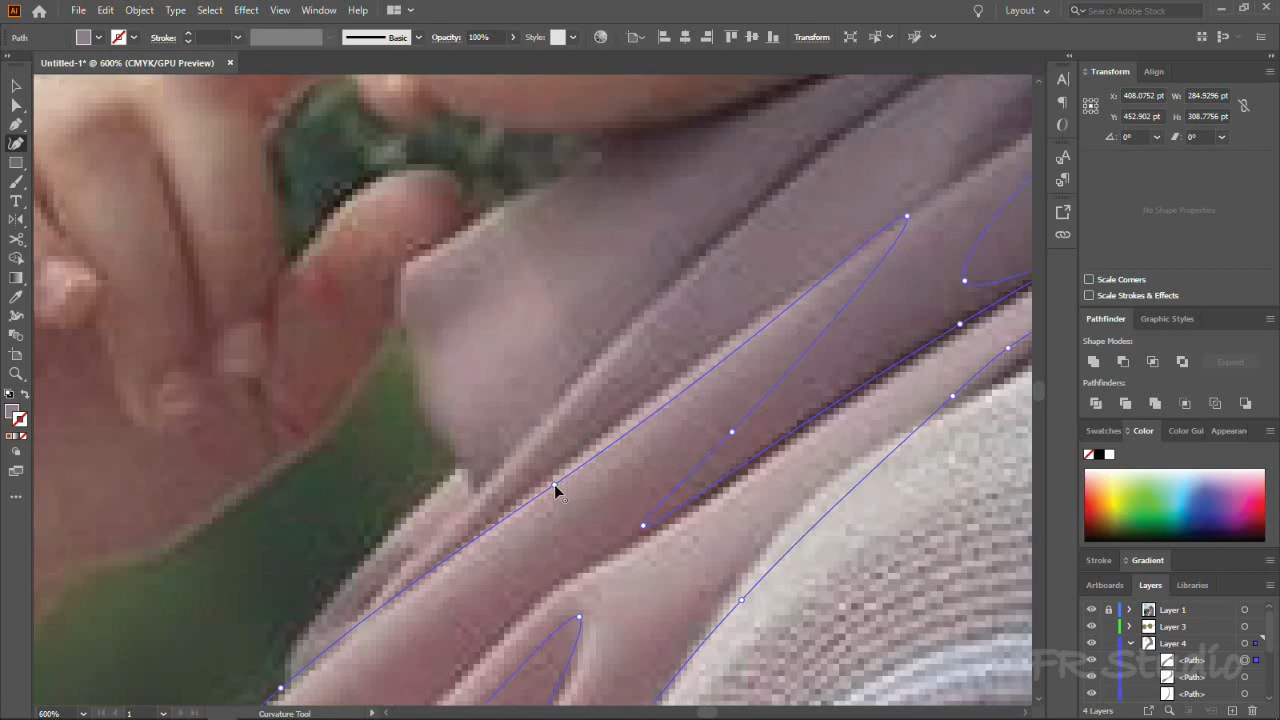 Ai File Edit Object Type Select Effect View Window Help Layout Search Adobe Stock
Path Stroke: Basic Opacity: 100% Style: Transform
Untitled-1* @ 600% (CMYK/GPU Preview) ×
Transform Align
X: 408.0752 pt W: 284.9296 pt
Y: 452.902 pt H: 308.7756 pt
0° 0°
No Shape Properties
Scale Corners
Scale Strokes & Effects
Pathfinder Graphic Styles
Shape Modes:
Expand
Pathfinders:
Swatches Color Color Gui Appearan
Stroke Gradient
Artboards Layers Libraries
Layer 1
Layer 3
Layer 4
<Path>
<Path>
<Path>
FR Studio
4 Layers
600% 1 Curvature Tool